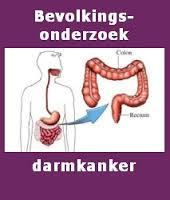 Bevolkings-
onderzoek
Colon
Rectum
darmkanker